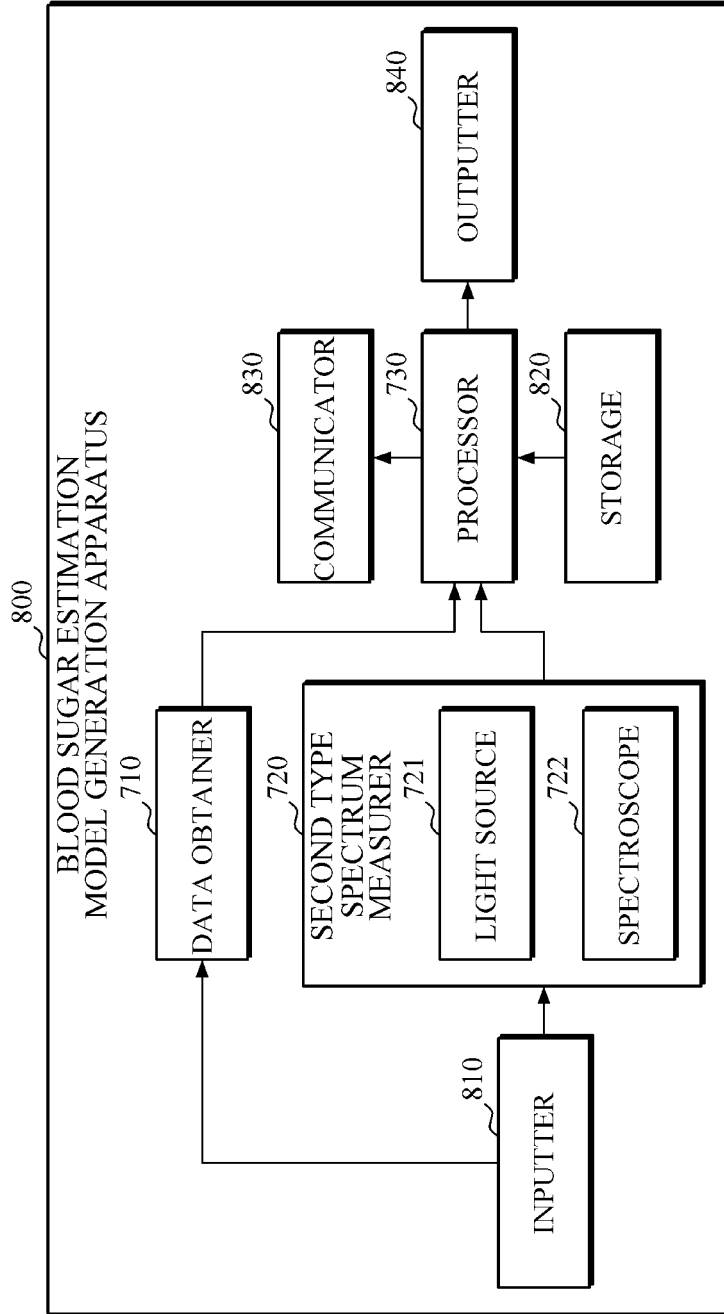 800
BLOOD SUGAR ESTIMATION
MODEL GENERATION APPARATUS
710
DATA OBTAINER
720
SECOND TYPE
SPECTRUM
MEASURER
721
LIGHT SOURCE
722
SPECTROSCOPE
810
INPUTTER
830
COMMUNICATOR
730
PROCESSOR
820
STORAGE
840
OUTPUTTER